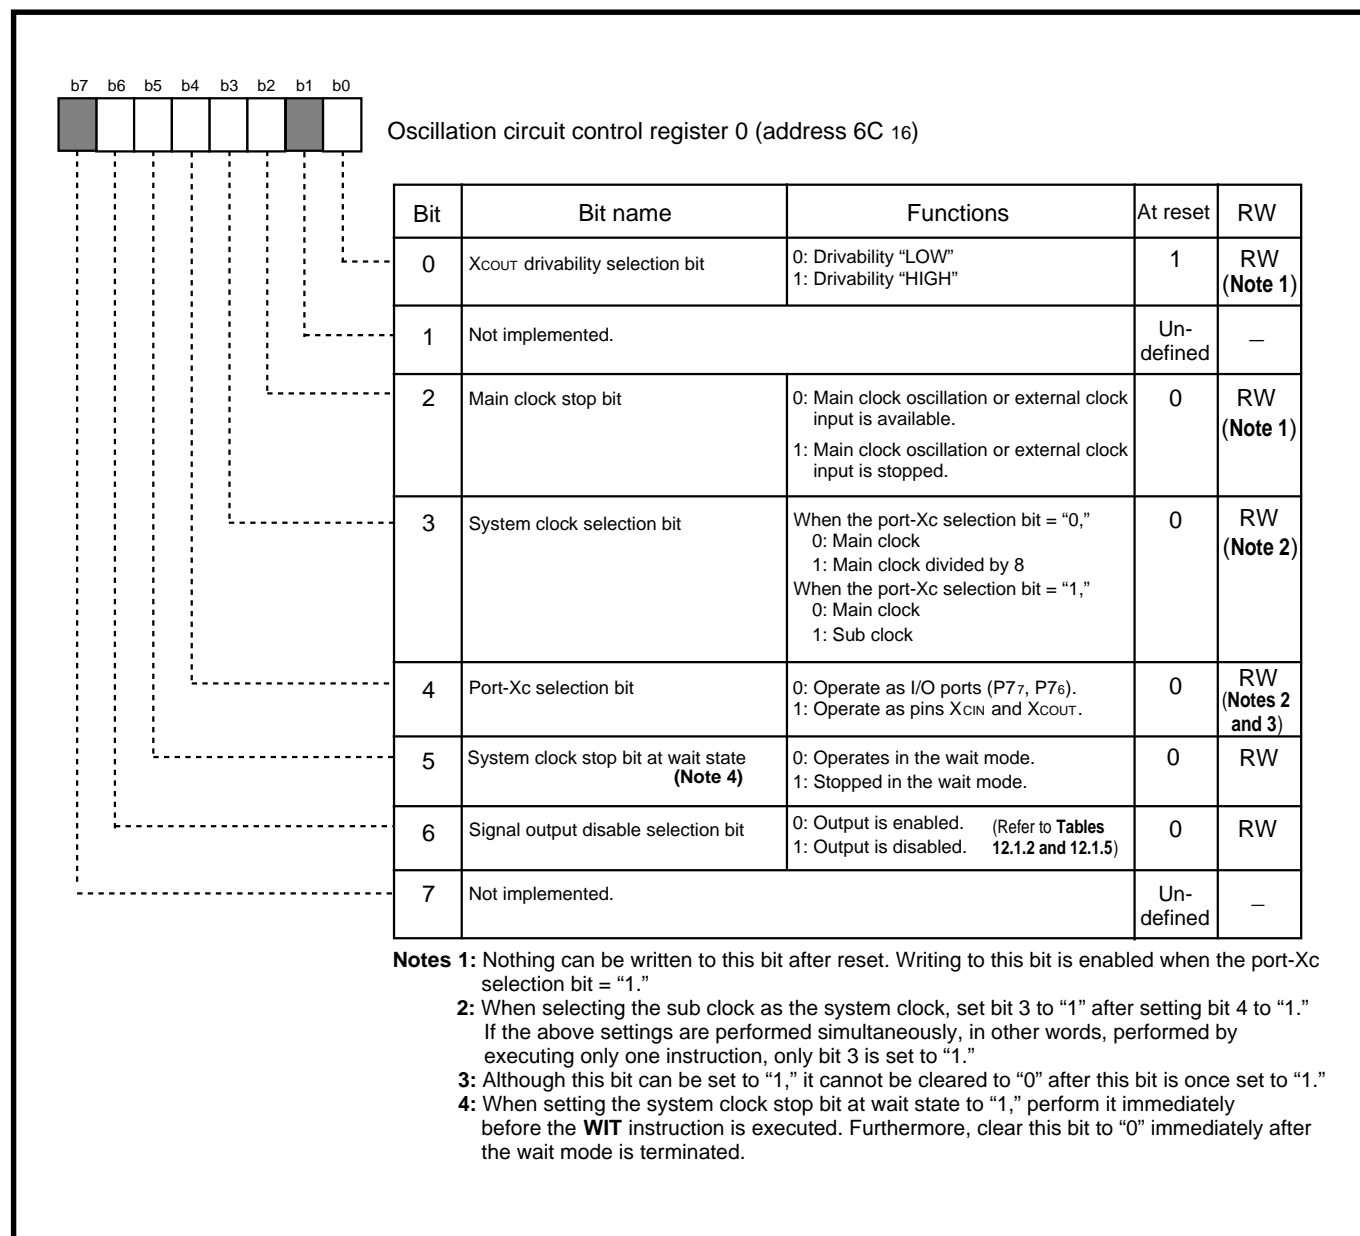 b7 b6 b5 b4 b3 b2 b1 b0
Oscillation circuit control register 0 (address 6C 16)
Bit Bit name Functions At reset RW
0 XCOUT drivability selection bit 0: Drivability “LOW” 1 RW
1: Drivability “HIGH” (Note 1)
1 Not implemented. Un- –
defined
2 Main clock stop bit 0: Main clock oscillation or external clock 0 RW
input is available. (Note 1)
1: Main clock oscillation or external clock
input is stopped.
3 System clock selection bit When the port-Xc selection bit = “0,” 0 RW
0: Main clock (Note 2)
1: Main clock divided by 8
When the port-Xc selection bit = “1,”
0: Main clock
1: Sub clock
4 Port-Xc selection bit 0: Operate as I/O ports (P77, P76). 0 RW
1: Operate as pins XCIN and XCOUT. (Notes 2
and 3)
5 System clock stop bit at wait state 0: Operates in the wait mode. 0 RW
(Note 4) 1: Stopped in the wait mode.
6 Signal output disable selection bit 0: Output is enabled. (Refer to Tables 0 RW
1: Output is disabled. 12.1.2 and 12.1.5)
7 Not implemented. Un- –
defined
Notes 1: Nothing can be written to this bit after reset. Writing to this bit is enabled when the port-Xc
selection bit = “1.”
2: When selecting the sub clock as the system clock, set bit 3 to “1” after setting bit 4 to “1.”
If the above settings are performed simultaneously, in other words, performed by
executing only one instruction, only bit 3 is set to “1.”
3: Although this bit can be set to “1,” it cannot be cleared to “0” after this bit is once set to “1.”
4: When setting the system clock stop bit at wait state to “1,” perform it immediately
before the WIT instruction is executed. Furthermore, clear this bit to “0” immediately after
the wait mode is terminated.